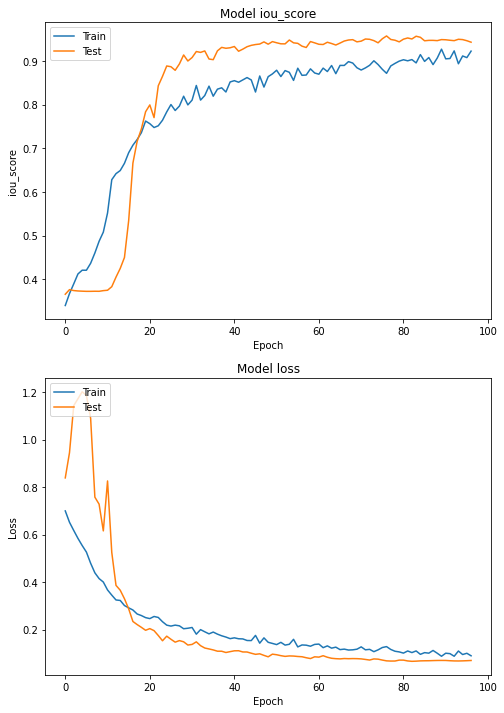 Model iou_score
Train
Test
iou_score
0.9
0.8
0.7
0.6
0.5
0.4
0 20 40 60 80 100
Epoch
Model loss
Train
Test
Loss
1.2
1.0
0.8
0.6
0.4
0.2
0 20 40 60 80 100
Epoch